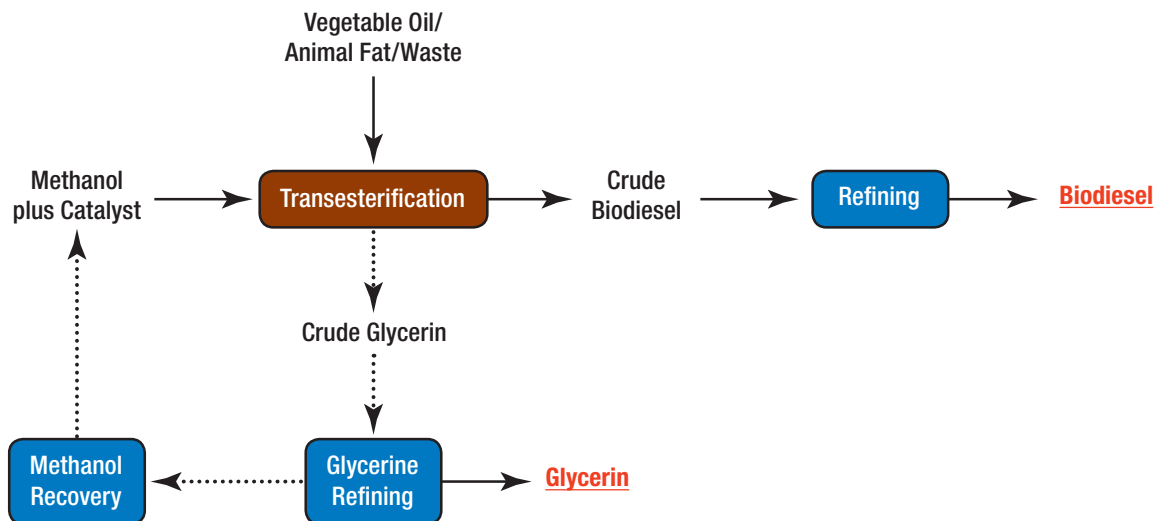 Vegetable Oil/
Animal Fat/Waste
Methanol
plus Catalyst
Transesterification
Crude
Biodiesel
Refining
Biodiesel
Crude Glycerin
Methanol
Recovery
Glycerine
Refining
Glycerin